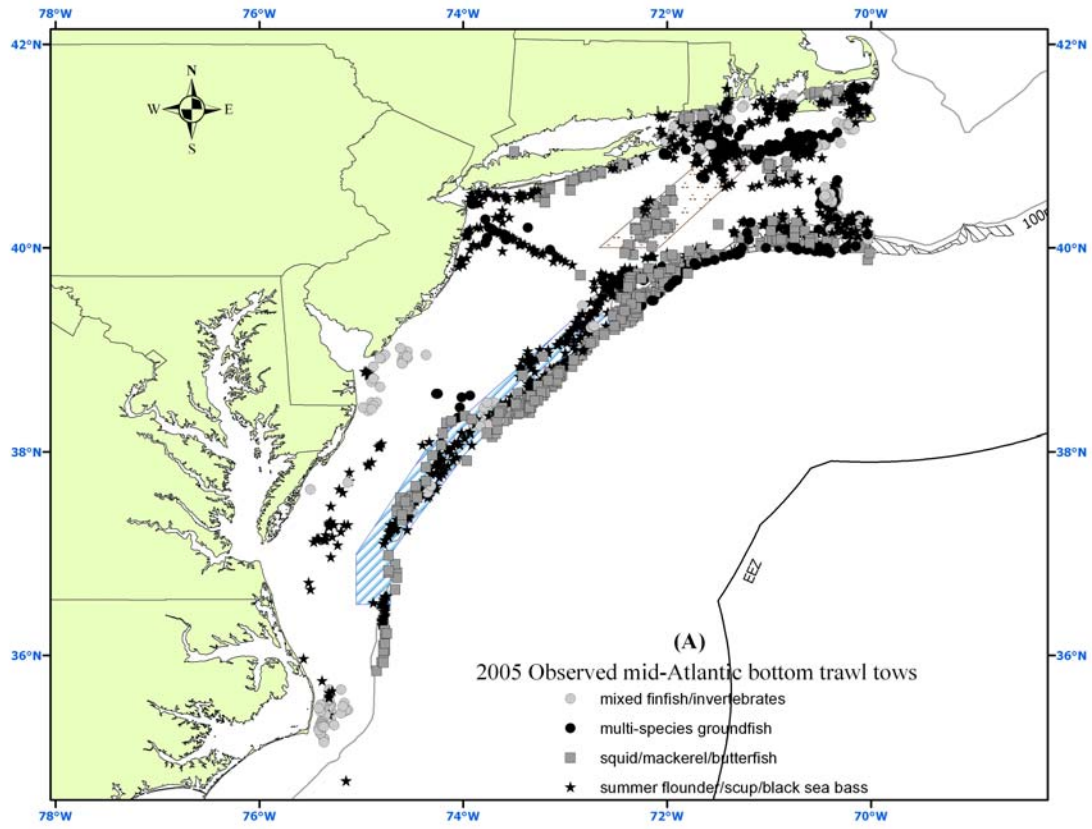 78°W 76°W 74°W 72°W 70°W
42°N 42°N
N
W E
S
100
40°N 40°N
38°N 38°N
EEZ
36°N 36°N
(A)
2005 Observed mid-Atlantic bottom trawl tows
mixed finfish/invertebrates
multi-species groundfish
squid/mackerel/butterfish
summer flounder/scup/black sea bass
78°W 76°W 74°W 72°W 70°W